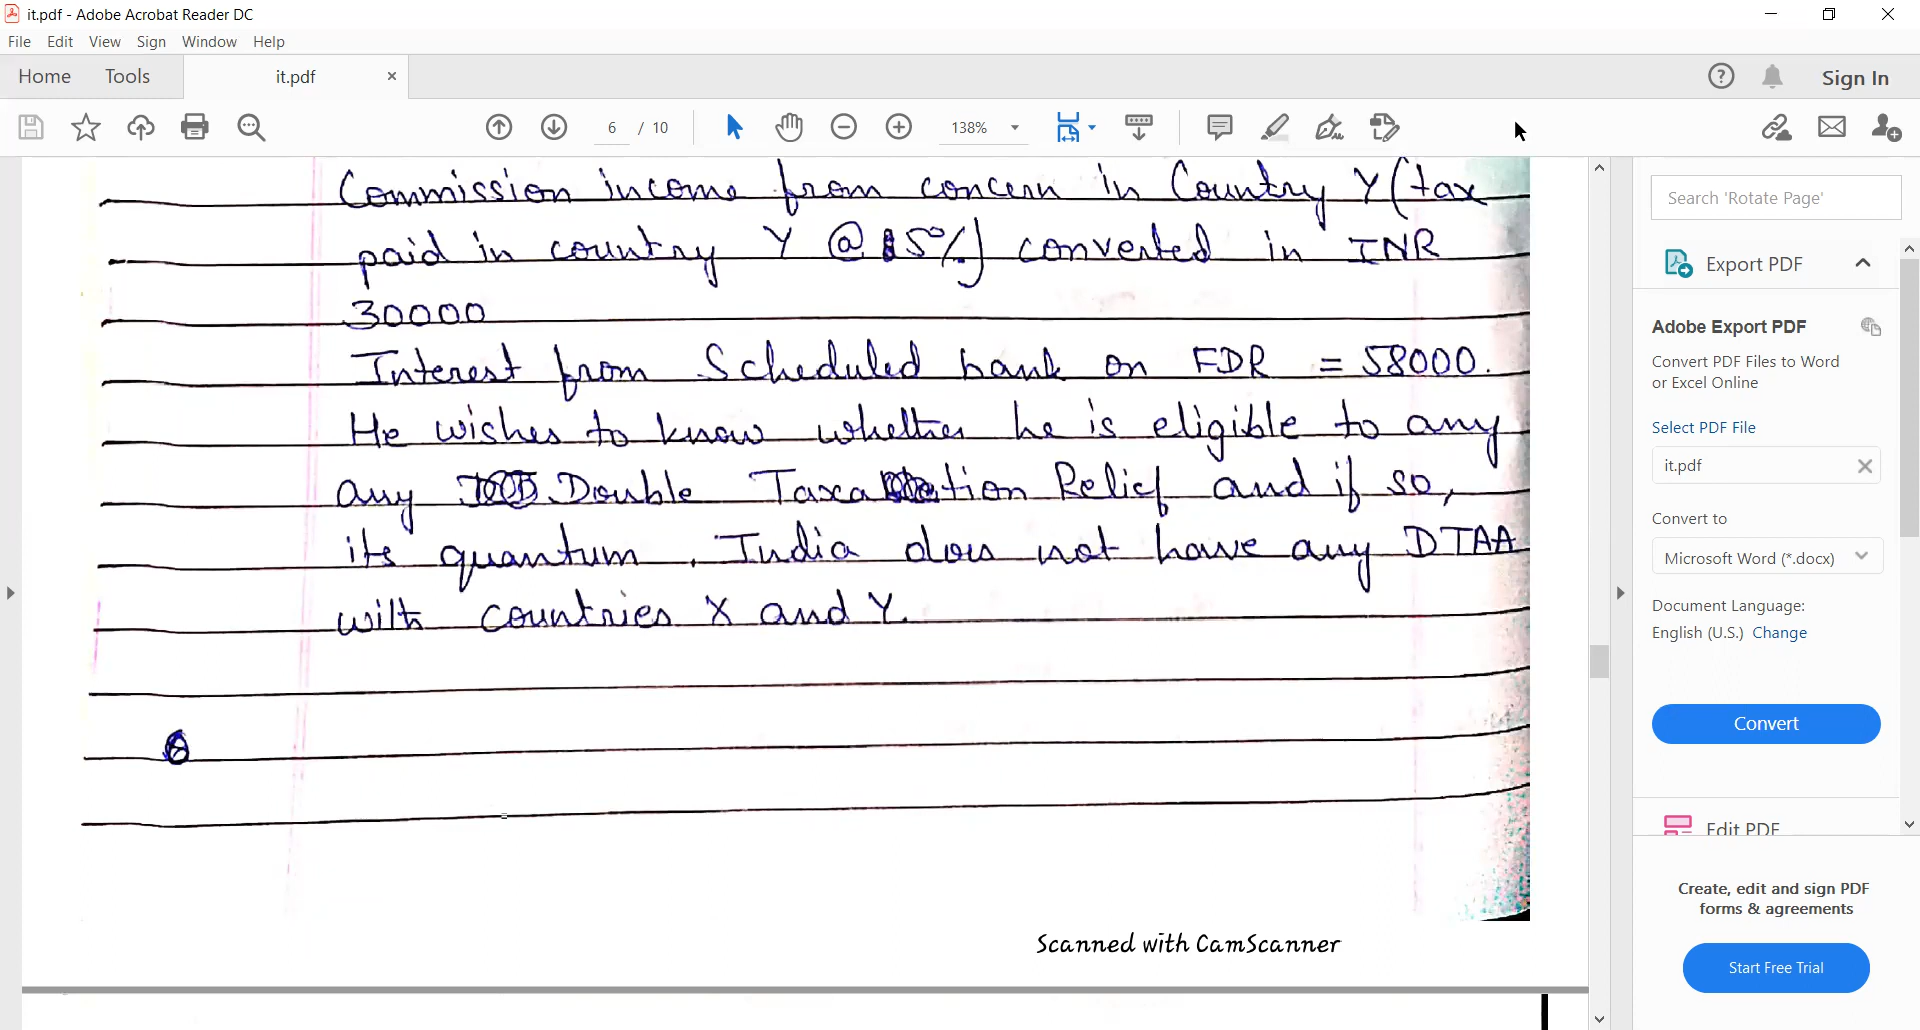 it.pdf - Adobe Acrobat Reader DC
File Edit View Sign Window Help
Home Tools it.pdf × Sign In
6 / 10 138%
Commission income from concern in Country Y (tax
paid in country Y @ 15%) converted in INR
30000
Interest from Scheduled bank on FDR = 58000.
He wishes to know whether he is eligible to any
any Double Taxation Relief and if so,
its quantum. India does not have any DTAA
with countries X and Y.
Scanned with CamScanner
Search 'Rotate Page'
Export PDF
Adobe Export PDF
Convert PDF Files to Word
or Excel Online
Select PDF File
it.pdf
Convert to
Microsoft Word (*.docx)
Document Language:
English (U.S.) Change
Convert
Edit PDF
Create, edit and sign PDF
forms & agreements
Start Free Trial